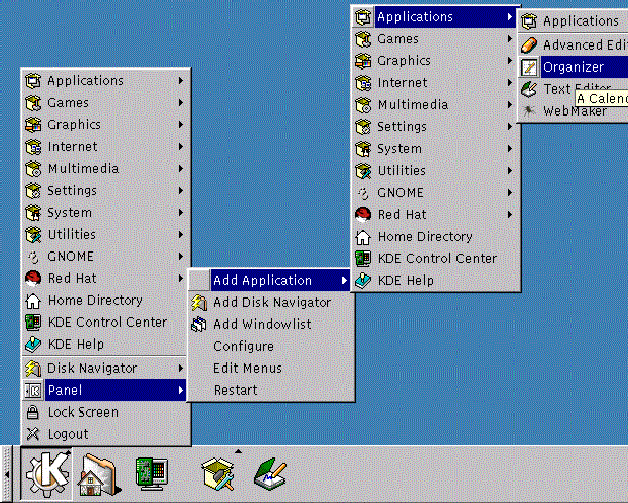 Applications
Games
Graphics
Internet
Multimedia
Settings
System
Utilities
GNOME
Red Hat
Home Directory
KDE Control Center
KDE Help
Disk Navigator
Panel
Lock Screen
Logout
Add Application
Add Disk Navigator
Add Windowlist
Configure
Edit Menus
Restart
Applications
Games
Graphics
Internet
Multimedia
Settings
System
Utilities
GNOME
Red Hat
Home Directory
KDE Control Center
KDE Help
Applications
Advanced Edi
Organizer
Text Editor
A Calend
WebMaker
K